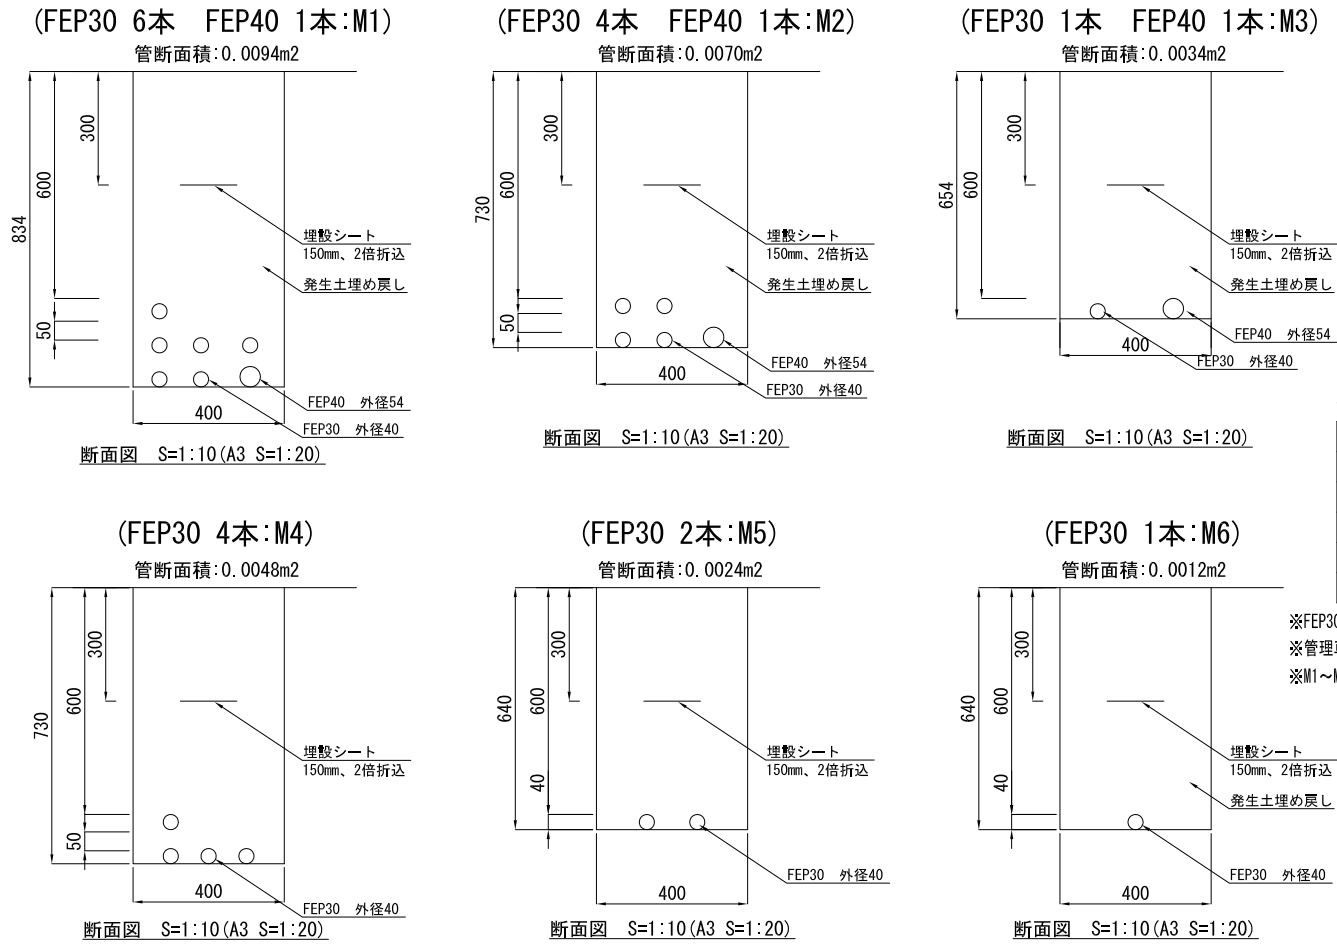 (FEP30 6本　FEP40 1本:M1)
管断面積:0.0094m2
300
600
834
50
埋設シート
150mm、2倍折込
発生土埋め戻し
FEP40　外径54
FEP30　外径40
400
断面図　S=1:10(A3 S=1:20)
(FEP30 4本　FEP40 1本:M2)
管断面積:0.0070m2
300
600
730
50
埋設シート
150mm、2倍折込
発生土埋め戻し
FEP40　外径54
FEP30　外径40
400
断面図　S=1:10(A3 S=1:20)
(FEP30 1本　FEP40 1本:M3)
管断面積:0.0034m2
300
600
654
埋設シート
150mm、2倍折込
発生土埋め戻し
FEP40　外径54
FEP30　外径40
400
断面図　S=1:10(A3 S=1:20)
(FEP30 4本:M4)
管断面積:0.0048m2
300
600
730
50
埋設シート
150mm、2倍折込
FEP30　外径40
400
断面図　S=1:10(A3 S=1:20)
(FEP30 2本:M5)
管断面積:0.0024m2
300
600
640
40
埋設シート
150mm、2倍折込
FEP30　外径40
400
断面図　S=1:10(A3 S=1:20)
(FEP30 1本:M6)
管断面積:0.0012m2
300
600
640
40
埋設シート
150mm、2倍折込
発生土埋め戻し
FEP30　外径40
400
断面図　S=1:10(A3 S=1:20)
※FEP30
※管理
※M1～M